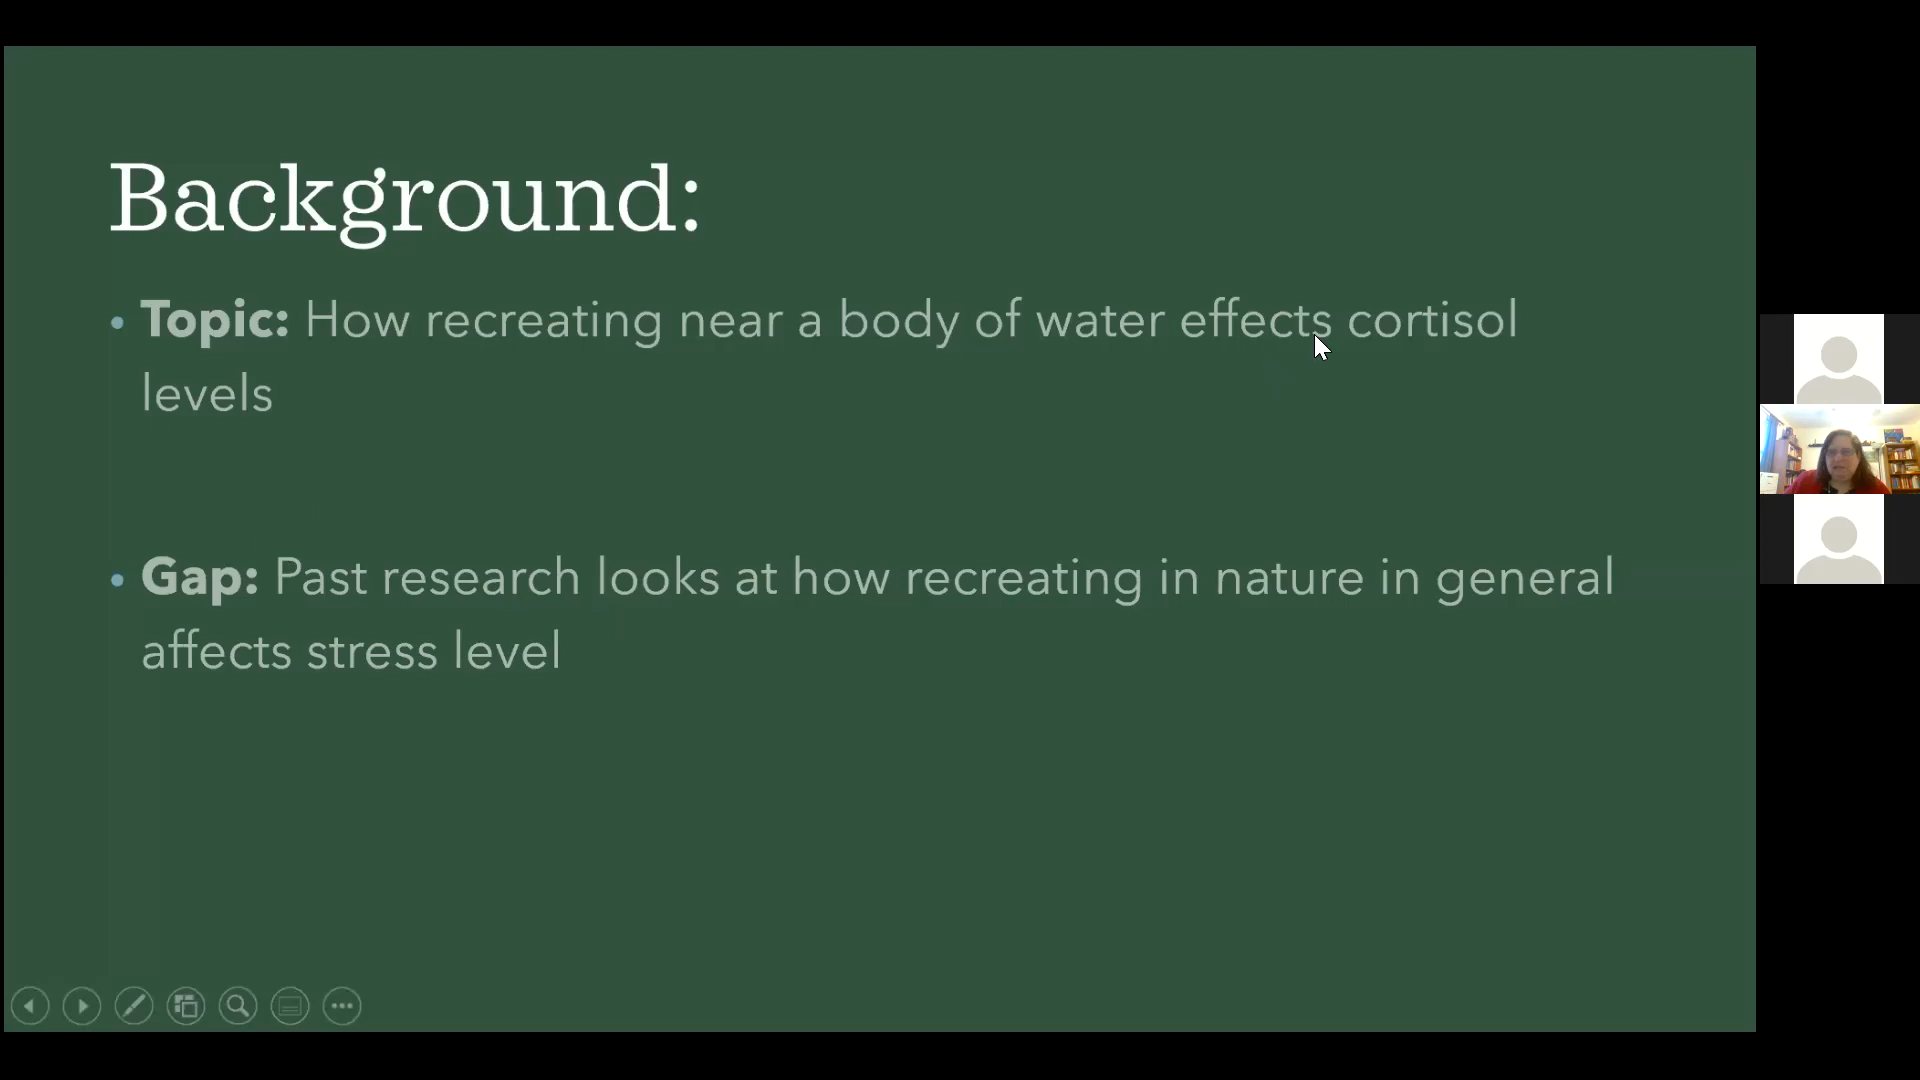 Background:
• Topic: How recreating near a body of water effects cortisol
levels
• Gap: Past research looks at how recreating in nature in general
affects stress level